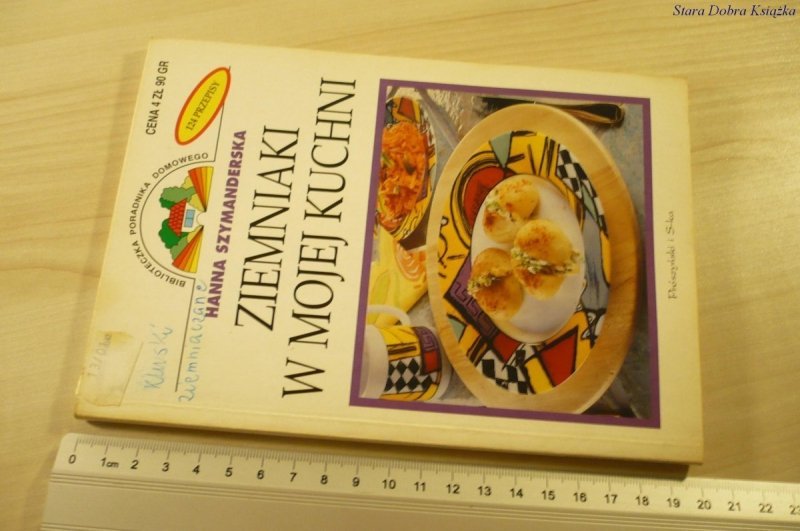 Stara Dobra Książka
CENA 4 ZŁ 90 GR
124 PRZEPISY
BIBLIOTECZKA PORADNIKA DOMOWEGO
HANNA SZYMANDERSKA
ZIEMNIAKI
W MOJEJ KUCHNI
Kluski
ziemniaczane
Prószyński i S-ka
0 1cm 2 3 4 5 6 7 8 9 10 11 12 13 14 15 16 17 18 19 20 21 22 23